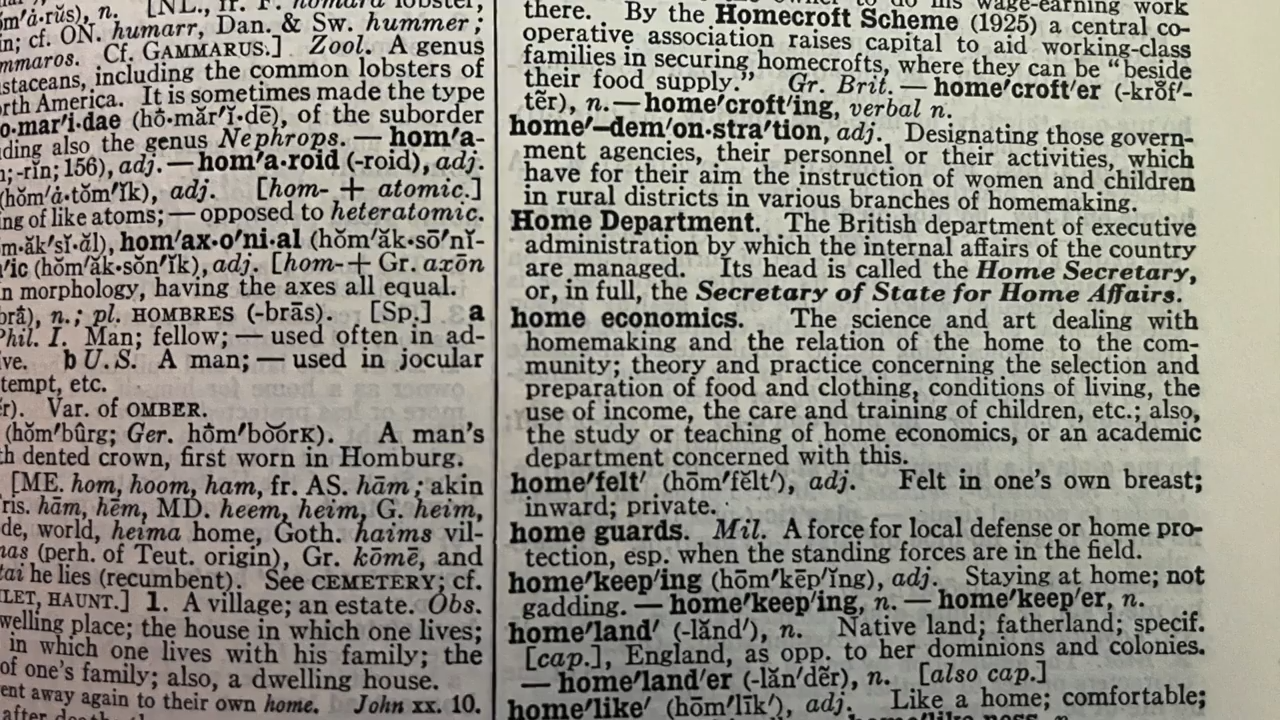 n. [NL., fr. F. homard lobster,
in; cf. ON. humarr, Dan. & Sw. hummer;
Cf. GAMMARUS.] Zool. A genus
including the common lobsters of
North America. It is sometimes made the type
o·mar′i·dae (hō·măr′ĭ·dē), of the suborder
also the genus Nephrops. — hom′a-
-rĭn; 156), adj. — hom′a·roid (-roid), adj.
(hŏm′ȧ·tŏm′ĭk), adj. [hom- + atomic.]
of like atoms; — opposed to heteratomic.
hom′ax·o′ni·al (hŏm′ăk·sō′nĭ-
′ic (hŏm′ăk·sŏn′ĭk), adj. [hom- + Gr. axōn
n morphology, having the axes all equal.
n.; pl. HOMBRES (-brās). [Sp.] a
Phil. I. Man; fellow; — used often in ad-
ve. b U.S. A man; — used in jocular
tempt, etc.
r). Var. of OMBER.
(hŏm′bûrg; Ger. hôm′bŏŏrK). A man's
dented crown, first worn in Homburg.
[ME. hom, hoom, ham, fr. AS. hām; akin
ris. hām, hēm, MD. heem, heim, G. heim,
de, world, heima home, Goth. haims vil-
nas (perh. of Teut. origin), Gr. kōmē, and
tai he lies (recumbent). See CEMETERY; cf.
LET, HAUNT.] 1. A village; an estate. Obs.
welling place; the house in which one lives;
in which one lives with his family; the
of one's family; also, a dwelling house.
ent away again to their own home. John xx. 10.
there. By the Homecroft Scheme (1925) a central co-
operative association raises capital to aid working-class
families in securing homecrofts, where they can be "beside
their food supply." Gr. Brit. — home′croft′er (-krŏf′-
tẽr), n. — home′croft′ing, verbal n.
home′–dem′on·stra′tion, adj. Designating those govern-
ment agencies, their personnel or their activities, which
have for their aim the instruction of women and children
in rural districts in various branches of homemaking.
Home Department. The British department of executive
administration by which the internal affairs of the country
are managed. Its head is called the Home Secretary,
or, in full, the Secretary of State for Home Affairs.
home economics. The science and art dealing with
homemaking and the relation of the home to the com-
munity; theory and practice concerning the selection and
preparation of food and clothing, conditions of living, the
use of income, the care and training of children, etc.; also,
the study or teaching of home economics, or an academic
department concerned with this.
home′felt′ (hōm′fĕlt′), adj. Felt in one's own breast;
inward; private.
home guards. Mil. A force for local defense or home pro-
tection, esp. when the standing forces are in the field.
home′keep′ing (hōm′kēp′ĭng), adj. Staying at home; not
gadding. — home′keep′ing, n. — home′keep′er, n.
home′land′ (-lănd′), n. Native land; fatherland; specif.
[cap.], England, as opp. to her dominions and colonies.
— home′land′er (-lăn′dẽr), n. [also cap.]
home′like′ (hōm′līk′), adj. Like a home; comfortable;